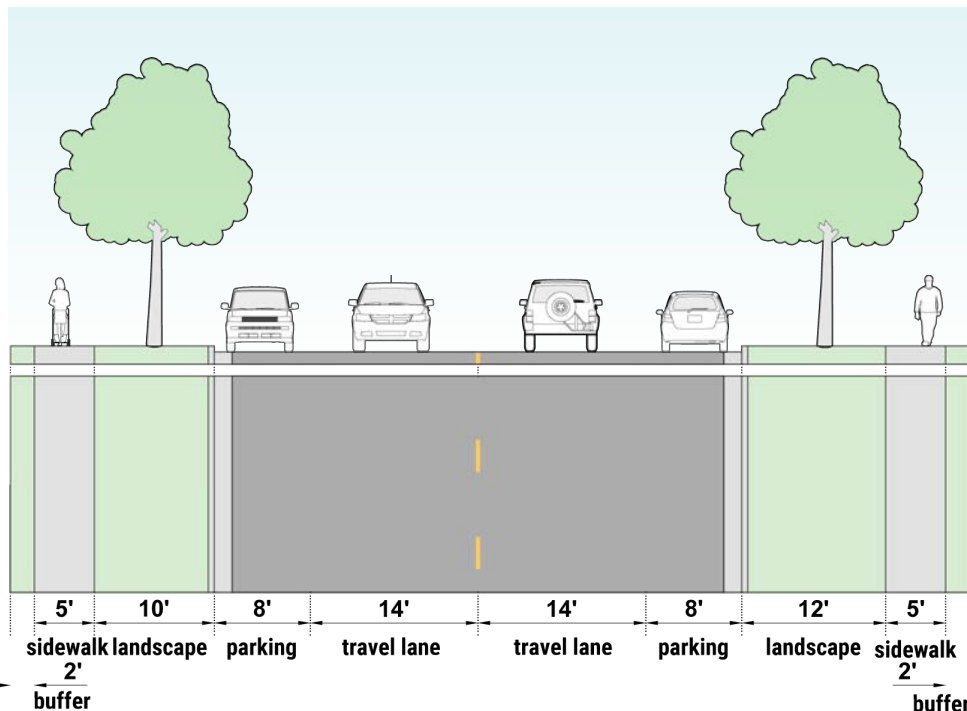 5' 10' 8' 14' 14' 8' 12' 5'
sidewalk landscape parking travel lane travel lane parking landscape sidewalk
2' 2'
buffer buffer